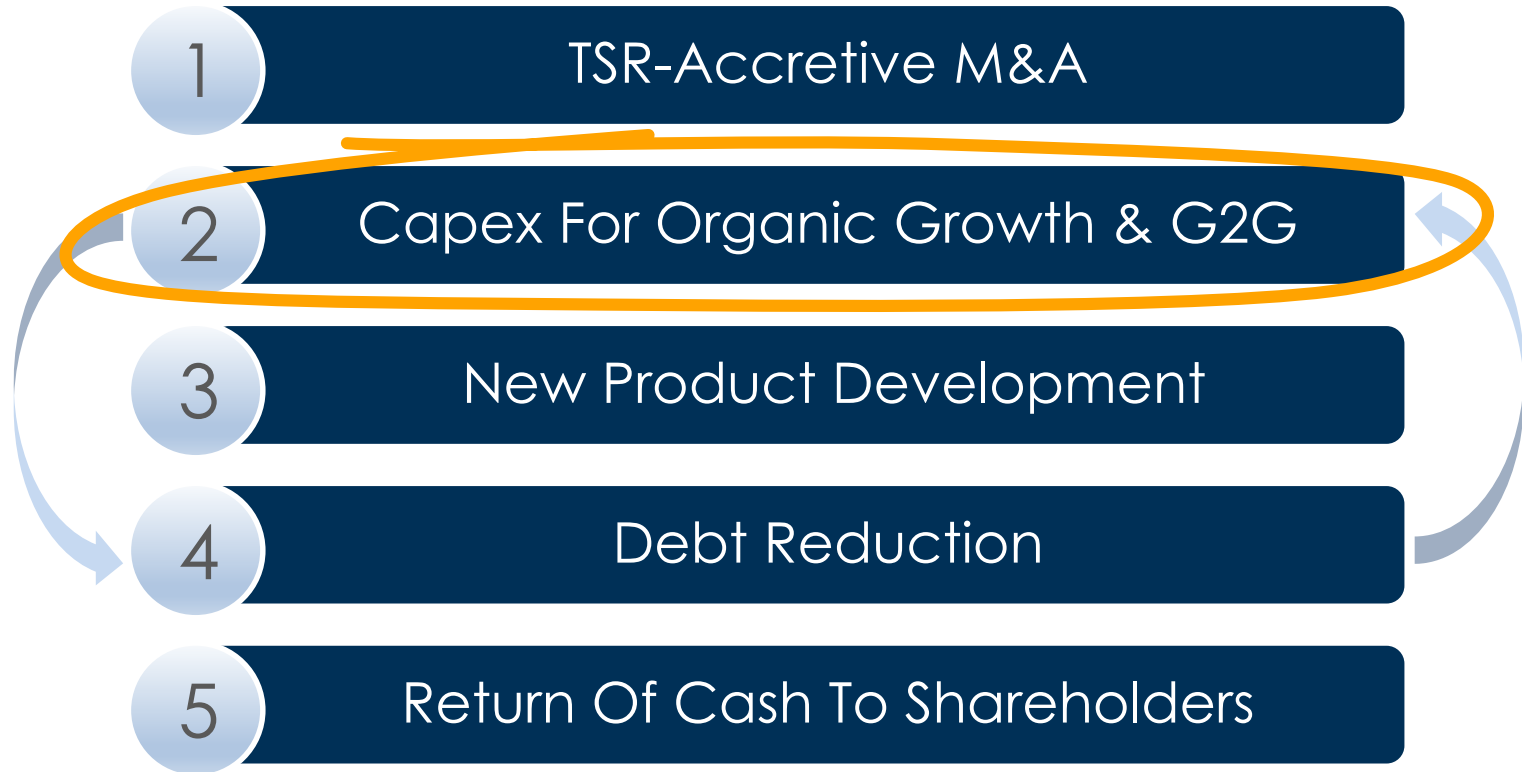 1 TSR-Accretive M&A
2 Capex For Organic Growth & G2G
3 New Product Development
4 Debt Reduction
5 Return Of Cash To Shareholders